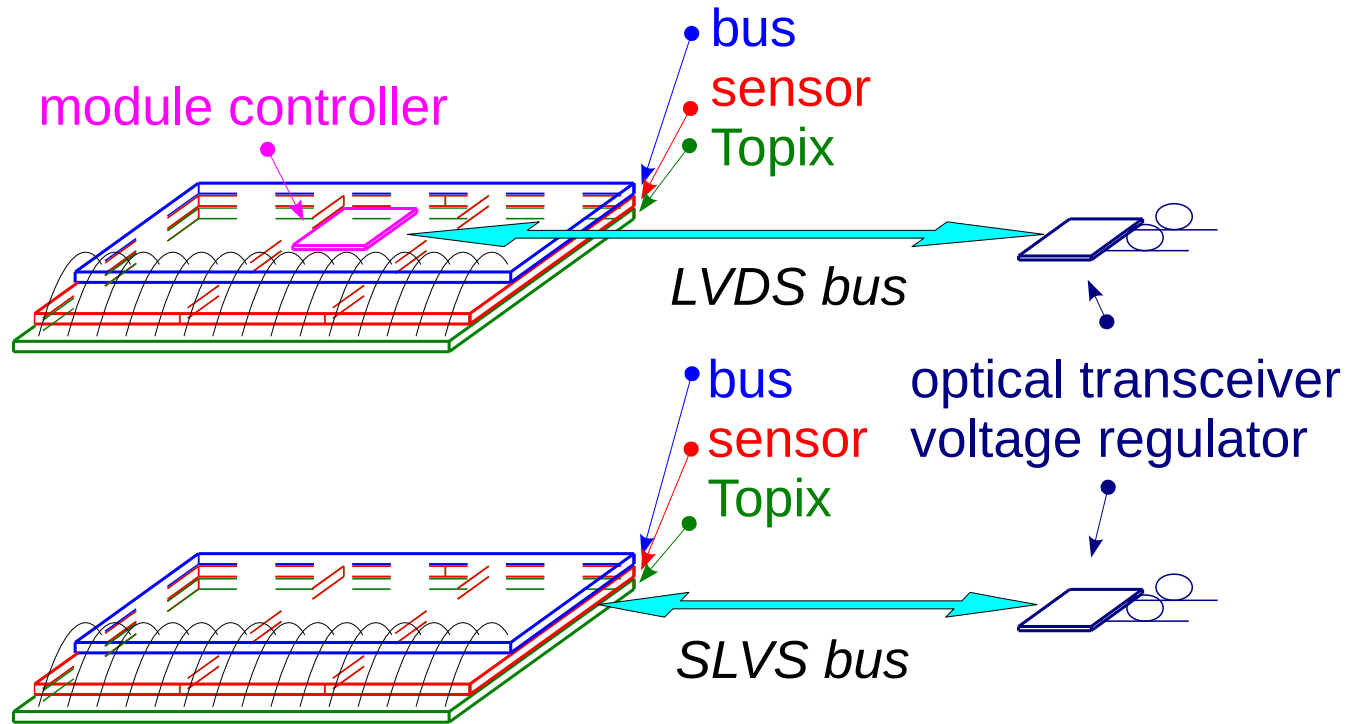 bus
sensor
module controller
Topix
LVDS bus
bus
optical transceiver
sensor
voltage regulator
Topix
SLVS bus